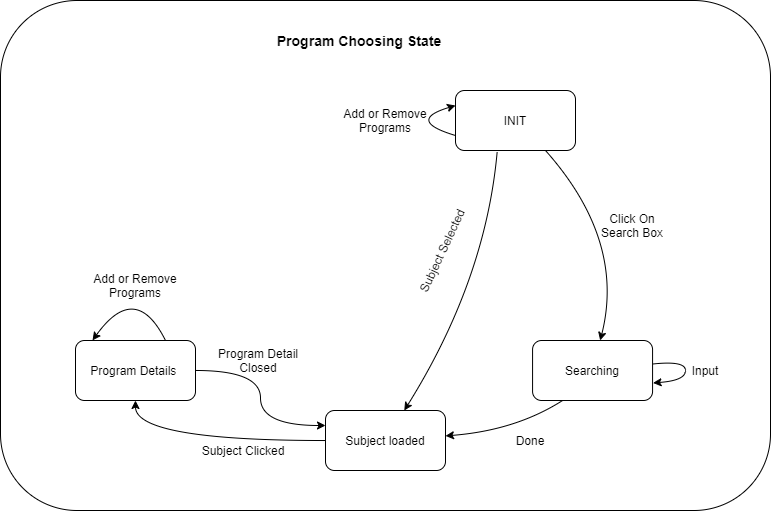 Program Choosing State
INIT
Add or Remove
Programs
Subject Selected
Click On
Search Box
Add or Remove
Programs
Program Details
Program Detail
Closed
Searching
Input
Subject loaded
Subject Clicked
Done